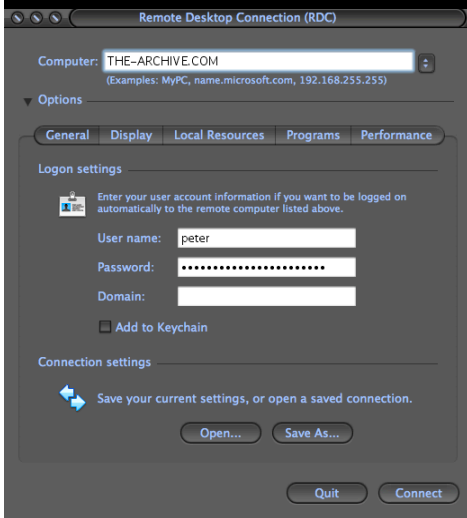 Remote Desktop Connection (RDC)
Computer: THE-ARCHIVE.COM
(Examples: MyPC, name.microsoft.com, 192.168.255.255)
Options
General Display Local Resources Programs Performance
Logon settings
Enter your user account information if you want to be logged on
automatically to the remote computer listed above.
User name: peter
Password: •••••••••••••••••••••••
Domain:
Add to Keychain
Connection settings
Save your current settings, or open a saved connection.
Open... Save As...
Quit Connect